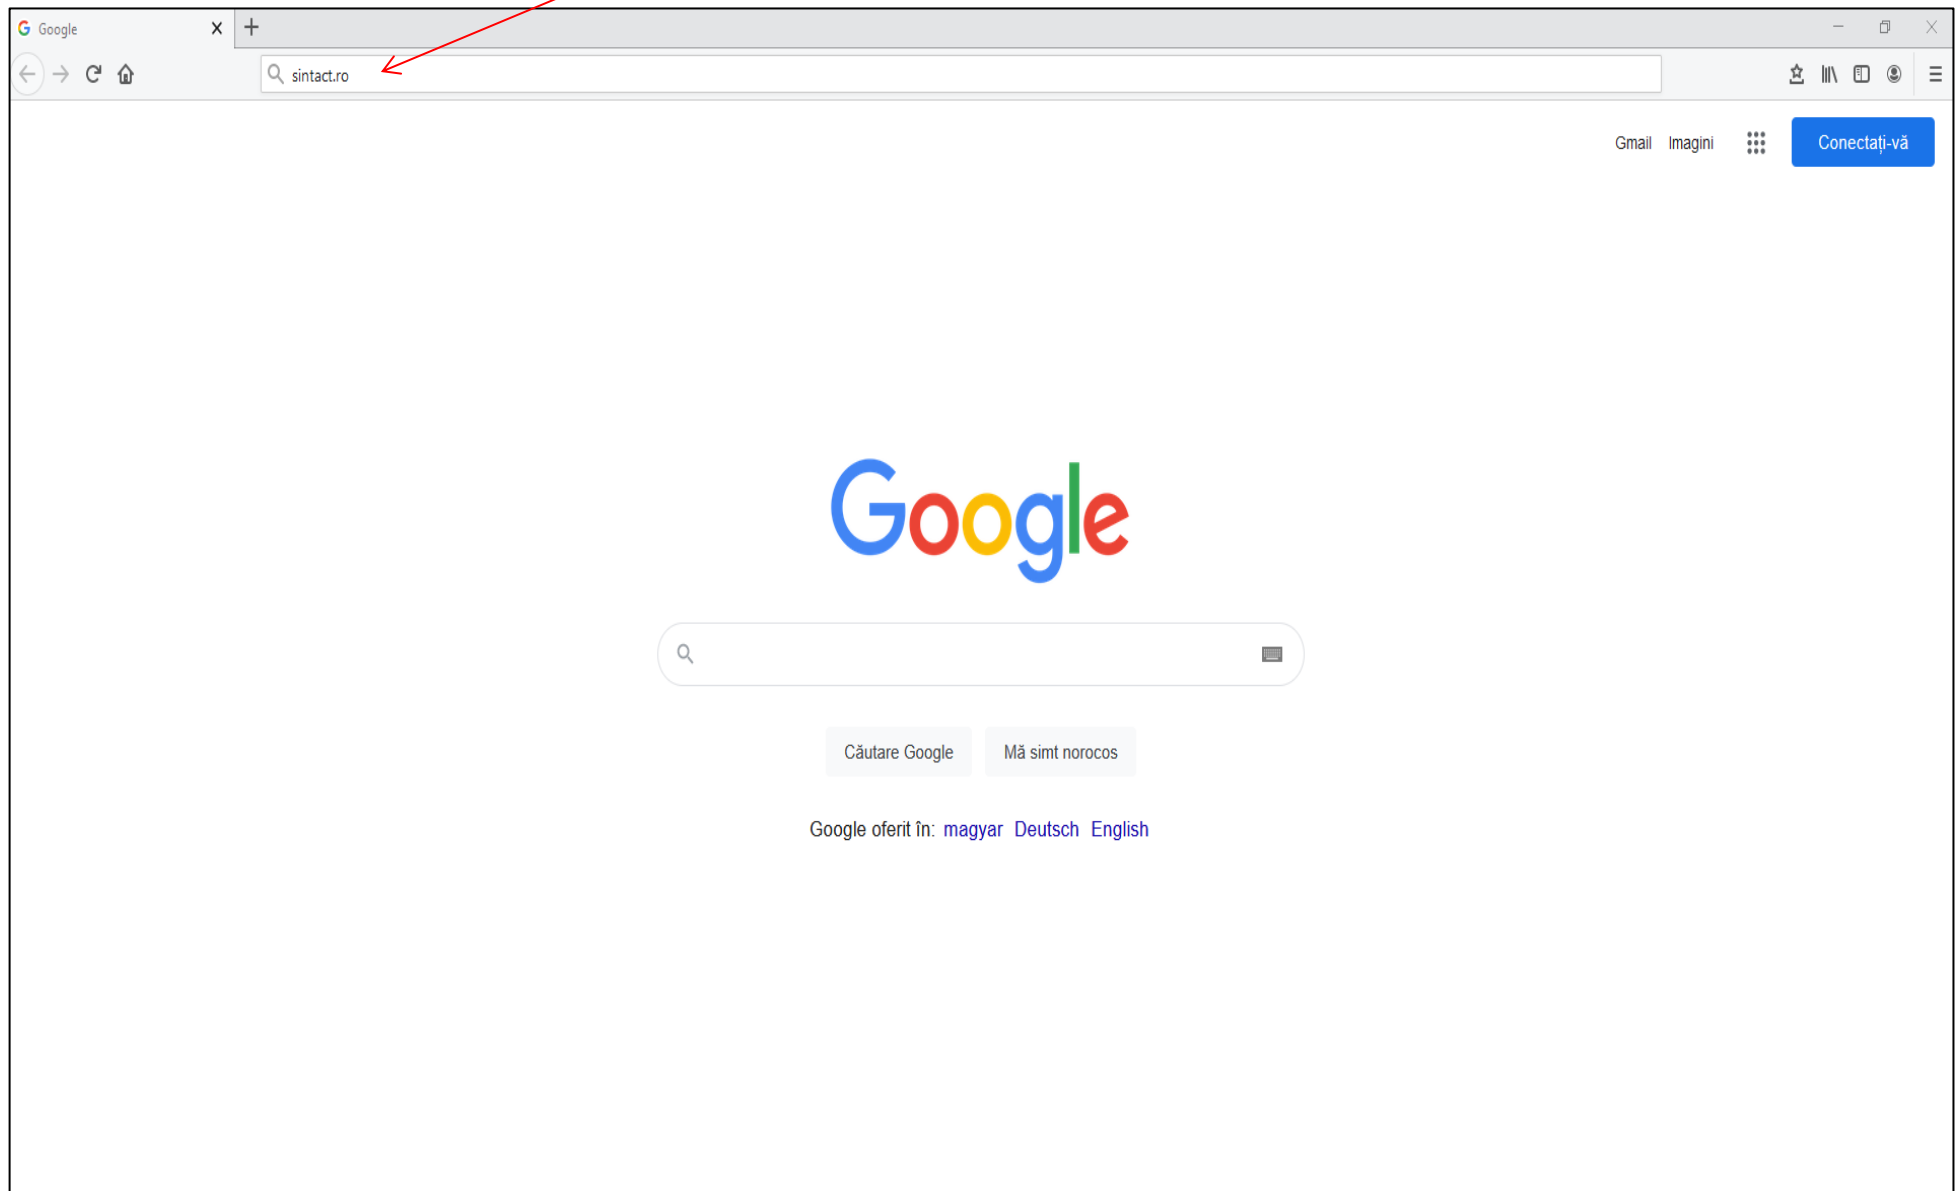 Google
sintact.ro
Gmail Imagini Conectați-vă
Google
Căutare Google Mă simt norocos
Google oferit în: magyar Deutsch English